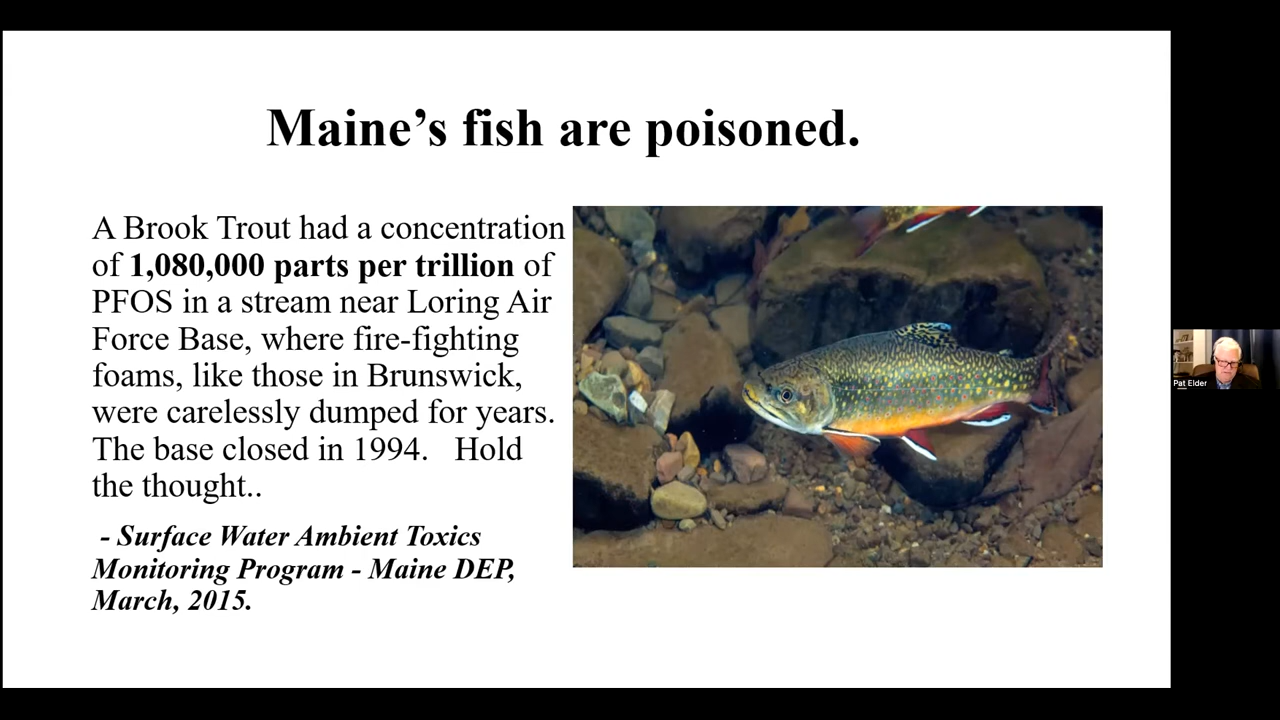 Maine’s fish are poisoned.
A Brook Trout had a concentration
of 1,080,000 parts per trillion of
PFOS in a stream near Loring Air
Force Base, where fire-fighting
foams, like those in Brunswick,
were carelessly dumped for years.
The base closed in 1994.   Hold
the thought..
- Surface Water Ambient Toxics
Monitoring Program - Maine DEP,
March, 2015.
Pat Elder